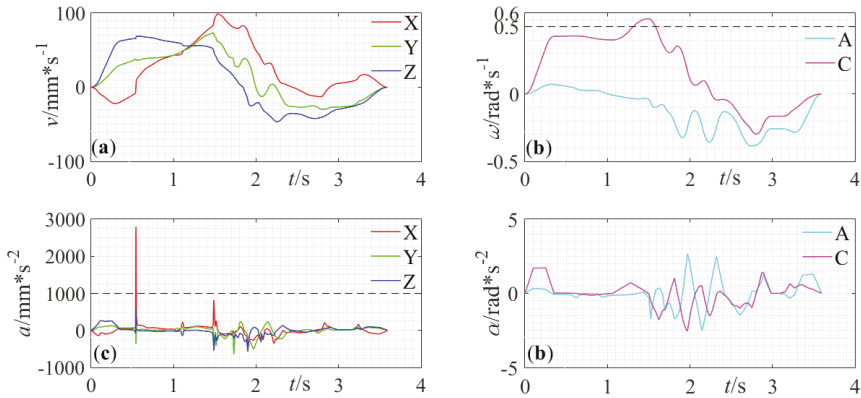 100
0
-100
v/mm*s-1
X
Y
Z
(a)
0 1 2 t/s 3 4
0.6
0.5
0
-0.5
ω/rad*s-1
A
C
(b)
0 1 2 t/s 3 4
3000
2000
1000
0
-1000
a/mm*s-2
X
Y
Z
(c)
0 1 2 t/s 3 4
5
0
-5
α/rad*s-2
A
C
(b)
0 1 2 t/s 3 4